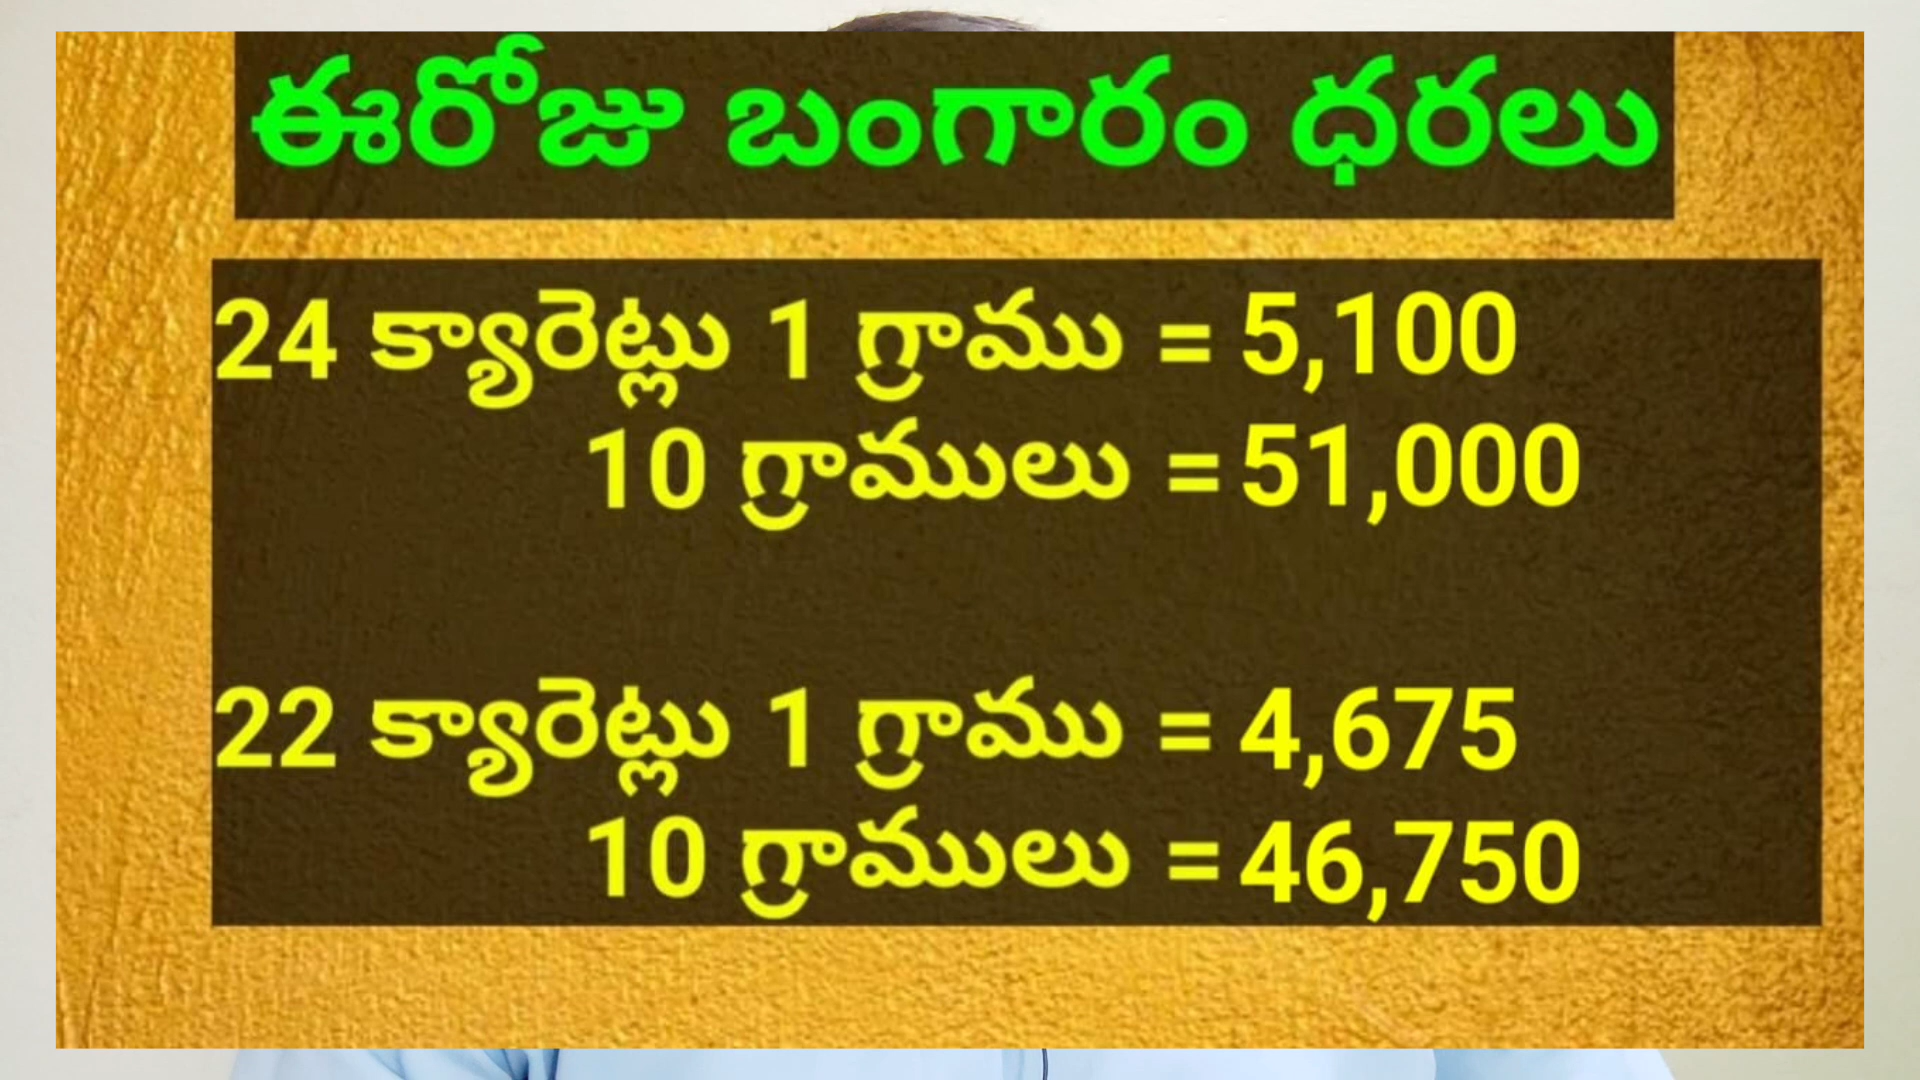 ఈరోజు బంగారం ధరలు
24 క్యారెట్లు 1 గ్రాము = 5,100
10 గ్రాములు = 51,000
22 క్యారెట్లు 1 గ్రాము = 4,675
10 గ్రాములు = 46,750